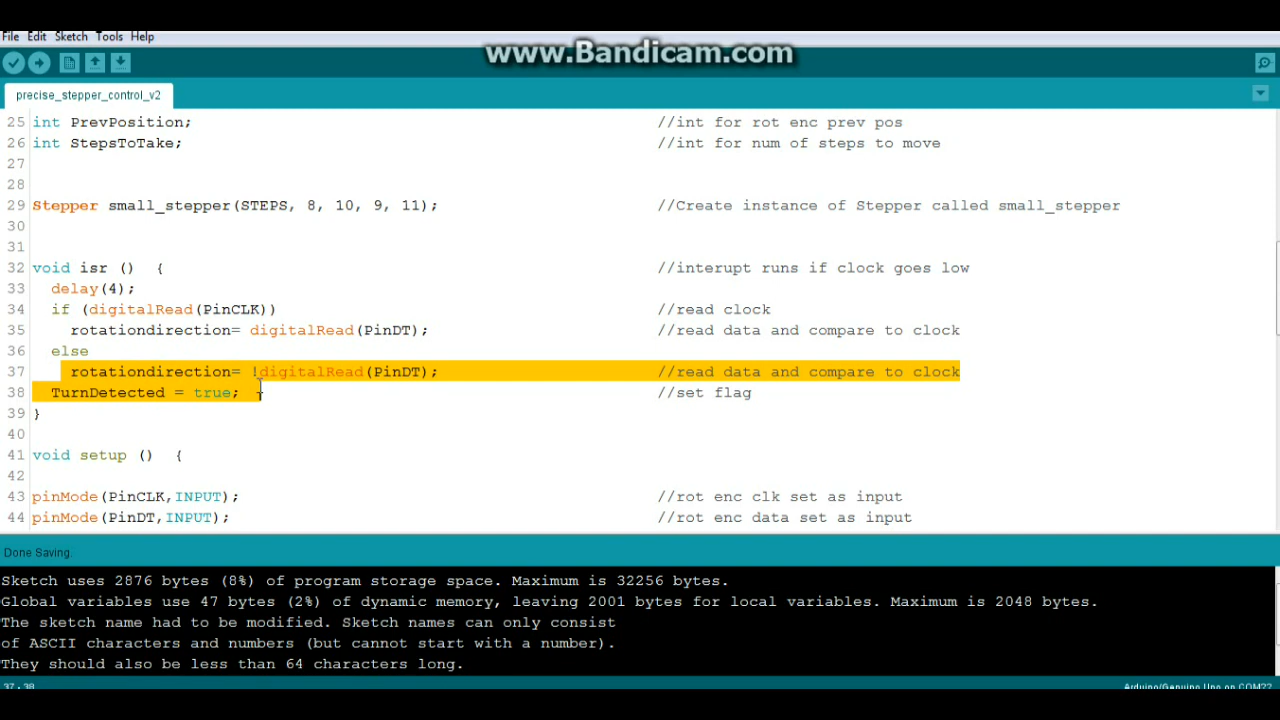 www.Bandicam.com
File Edit Sketch Tools Help
precise_stepper_control_v2
25 int PrevPosition; //int for rot enc prev pos
26 int StepsToTake; //int for num of steps to move
27
28
29 Stepper small_stepper(STEPS, 8, 10, 9, 11); //Create instance of Stepper called small_stepper
30
31
32 void isr () { //interupt runs if clock goes low
33 delay(4);
34 if (digitalRead(PinCLK)) //read clock
35 rotationdirection= digitalRead(PinDT); //read data and compare to clock
36 else
37 rotationdirection= !digitalRead(PinDT); //read data and compare to clock
38 TurnDetected = true; //set flag
39 }
40
41 void setup () {
42
43 pinMode(PinCLK,INPUT); //rot enc clk set as input
44 pinMode(PinDT,INPUT); //rot enc data set as input
Done Saving.
Sketch uses 2876 bytes (8%) of program storage space. Maximum is 32256 bytes.
Global variables use 47 bytes (2%) of dynamic memory, leaving 2001 bytes for local variables. Maximum is 2048 bytes.
The sketch name had to be modified. Sketch names can only consist
of ASCII characters and numbers (but cannot start with a number).
They should also be less than 64 characters long.
37 - 38 Arduino/Genuino Uno on COM22